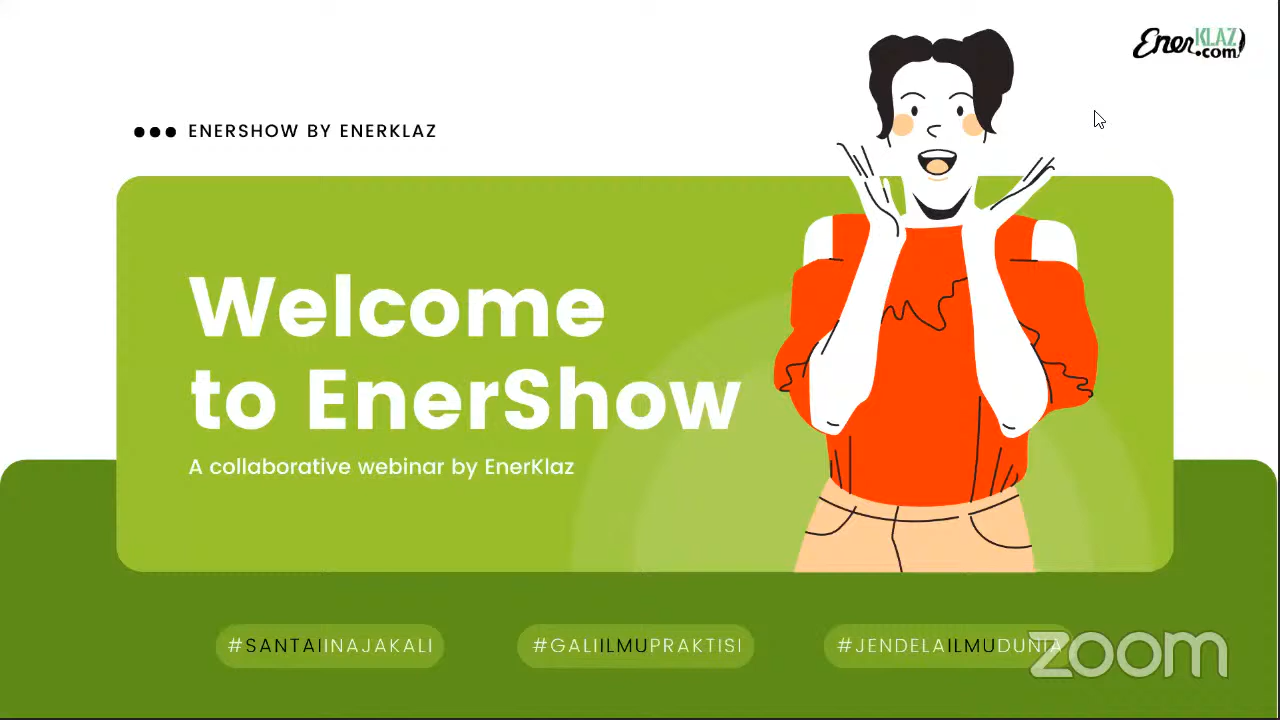 EnerKLAZ
.com
ENERSHOW BY ENERKLAZ
Welcome
to EnerShow
A collaborative webinar by EnerKlaz
#SANTAIINAJAKALI
#GALIILMUPRAKTISI
#JENDELAILMUDUNIA
zoom